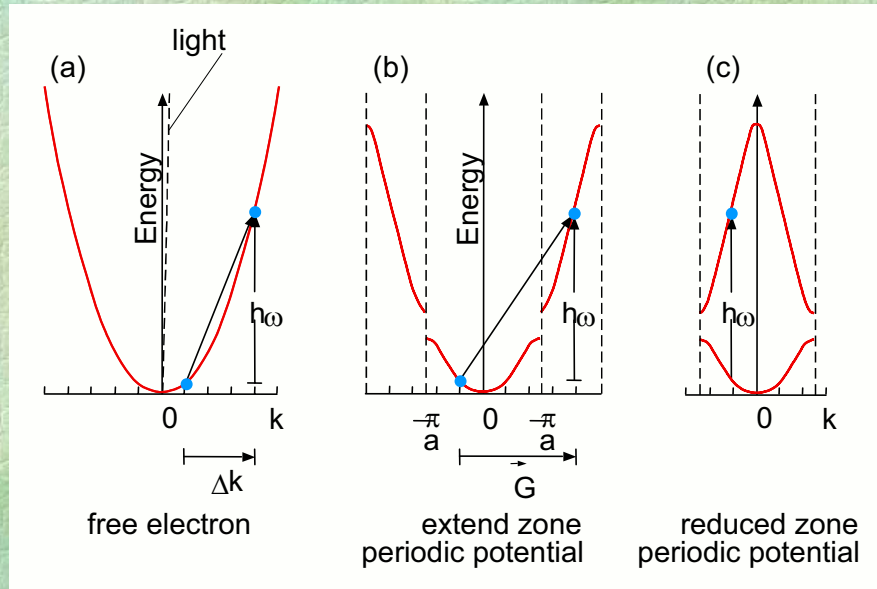 light
(a)
(b)
(c)
Energy
Energy
hω
hω
hω
0
k
-π
a
0
-π
a
0
k
Δk
G
free electron
extend zone
periodic potential
reduced zone
periodic potential